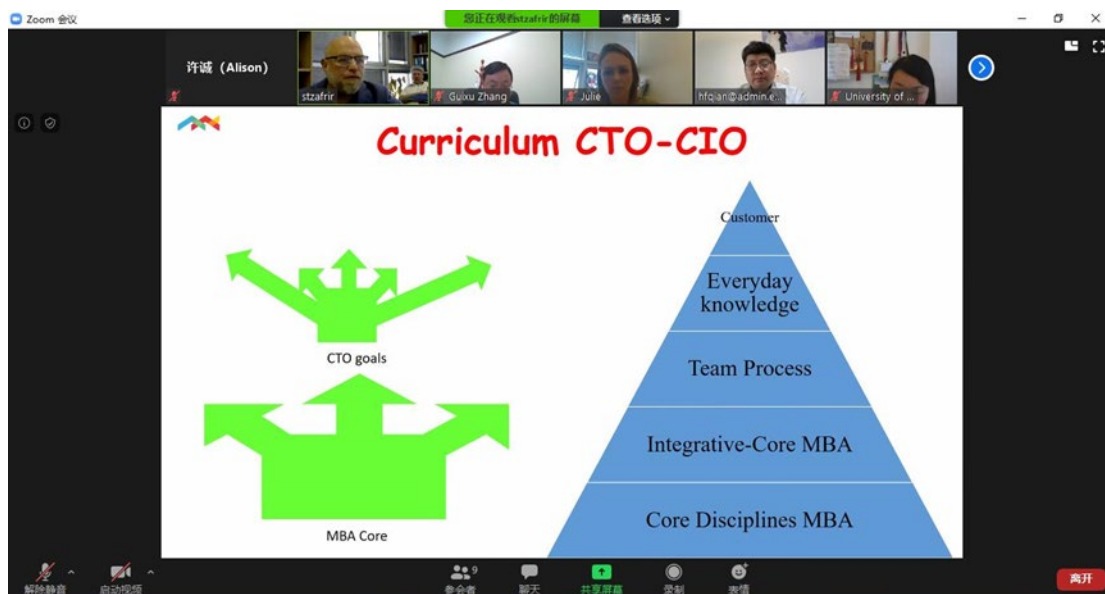 Zoom 会议
您正在观看stzafrir的屏幕
查看选项
许诚（Alison）
stzafrir
Guixu Zhang
Julie
hfqian@admin.e...
University of ...
Curriculum CTO-CIO
CTO goals
MBA Core
Customer
Everyday
knowledge
Team Process
Integrative-Core MBA
Core Disciplines MBA
解除静音
启动视频
9
参会者
聊天
共享屏幕
录制
表情
离开